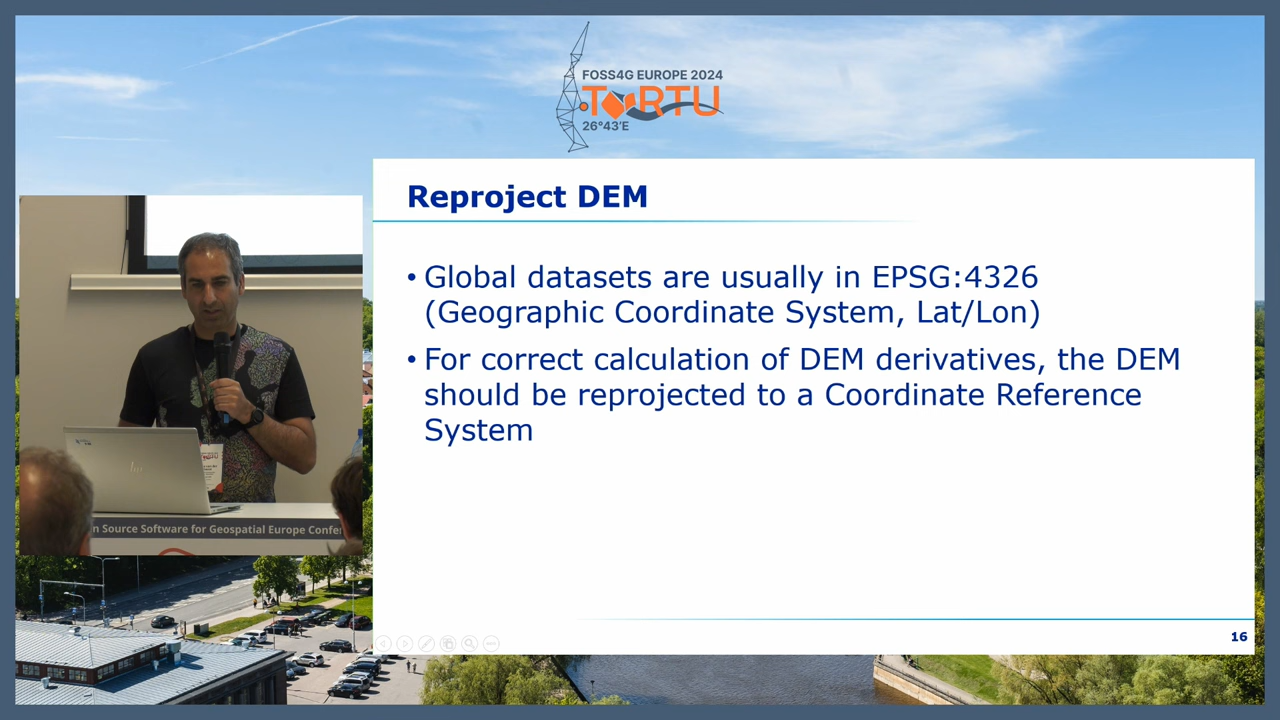 FOSS4G EUROPE 2024
TARTU
26°43'E
Reproject DEM
• Global datasets are usually in EPSG:4326
(Geographic Coordinate System, Lat/Lon)
• For correct calculation of DEM derivatives, the DEM
should be reprojected to a Coordinate Reference
System
16
hp
n Source Software for Geospatial Europe Confe